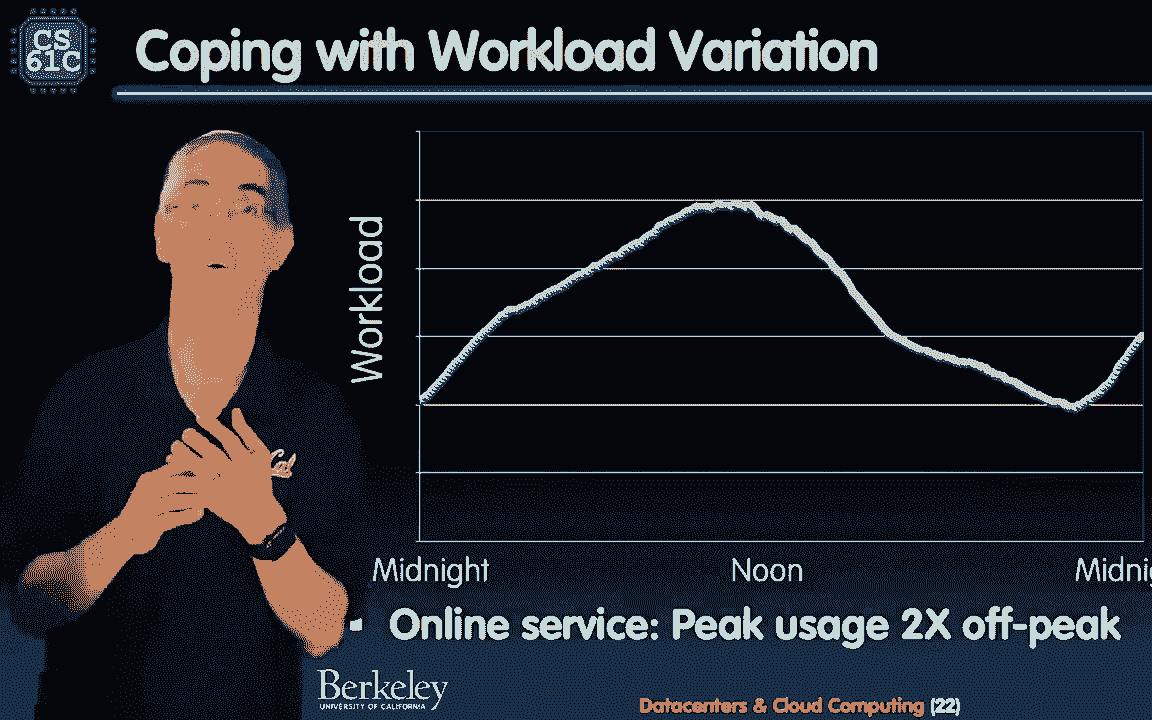 CS
61C
Coping with Workload Variation
Workload
Midnight
Noon
Midnig
▪ Online service: Peak usage 2X off-peak
Cal
Berkeley
UNIVERSITY OF CALIFORNIA
Datacenters & Cloud Computing (22)